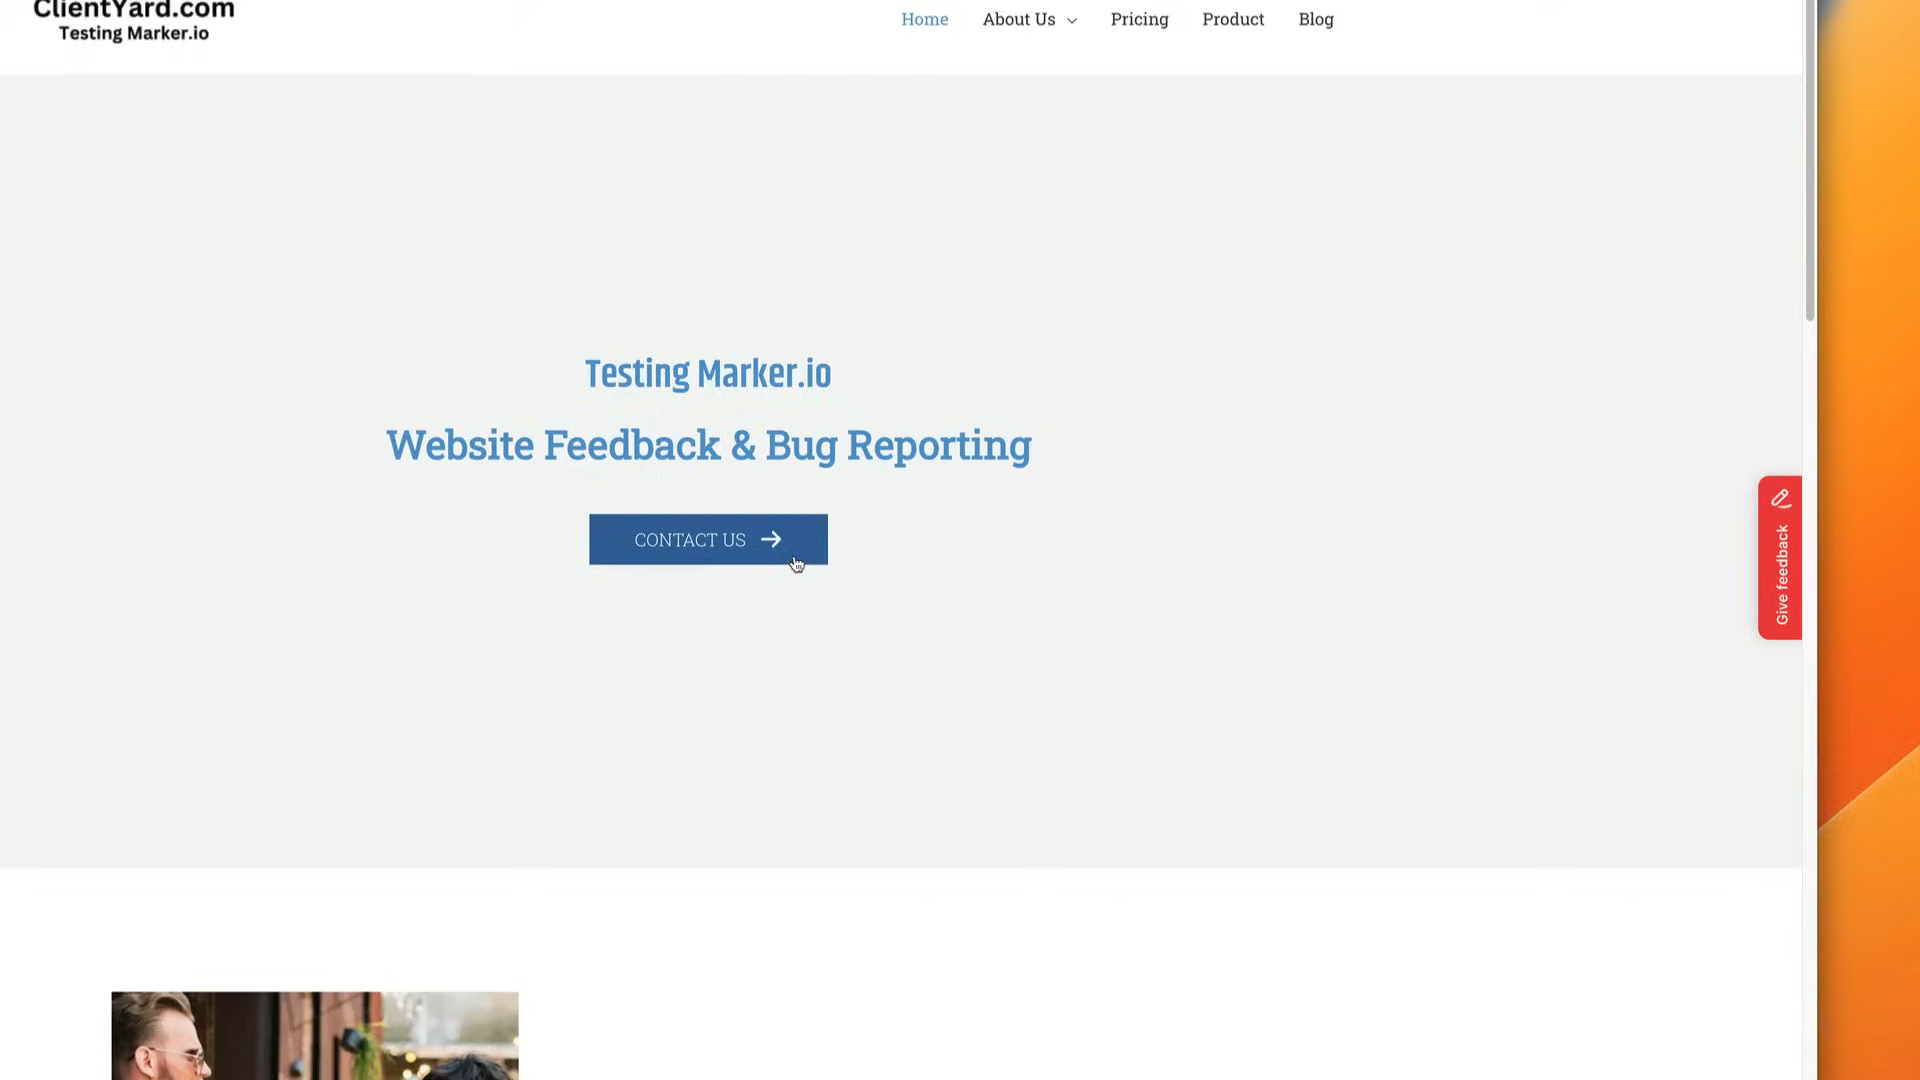 ClientYard.com
Testing Marker.io
Home
About Us
Pricing
Product
Blog
Testing Marker.io
Website Feedback & Bug Reporting
CONTACT US
Give feedback